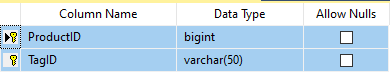 Column Name Data Type Allow Nulls
ProductID bigint
TagID varchar(50)